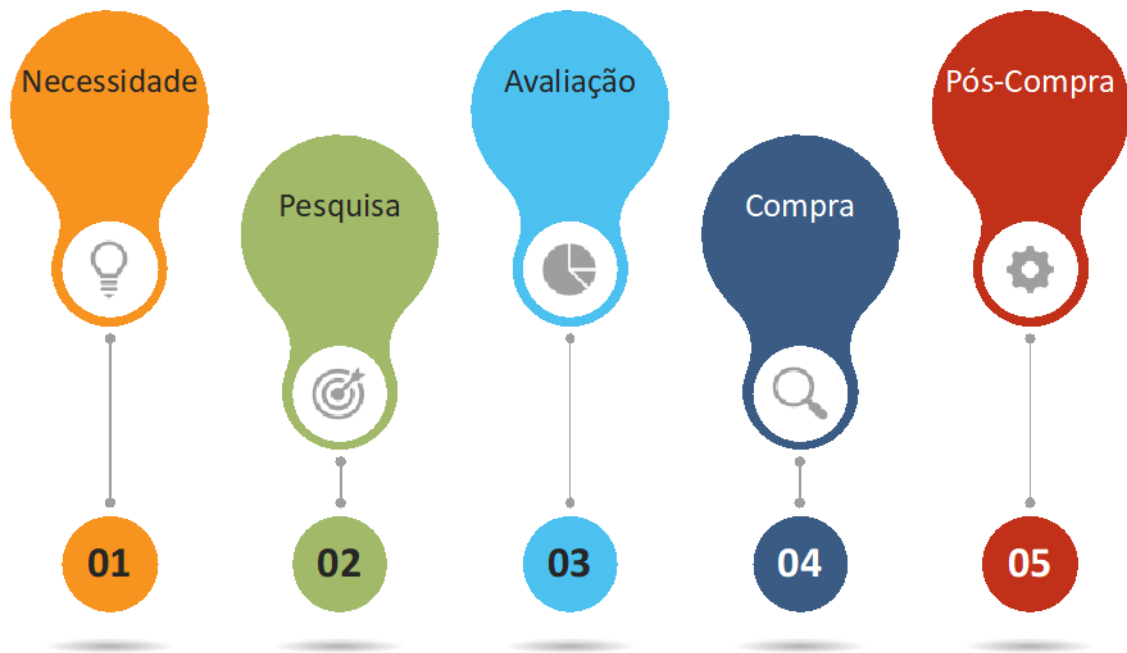 Necessidade
Pesquisa
Avaliação
Compra
Pós-Compra
01
02
03
04
05